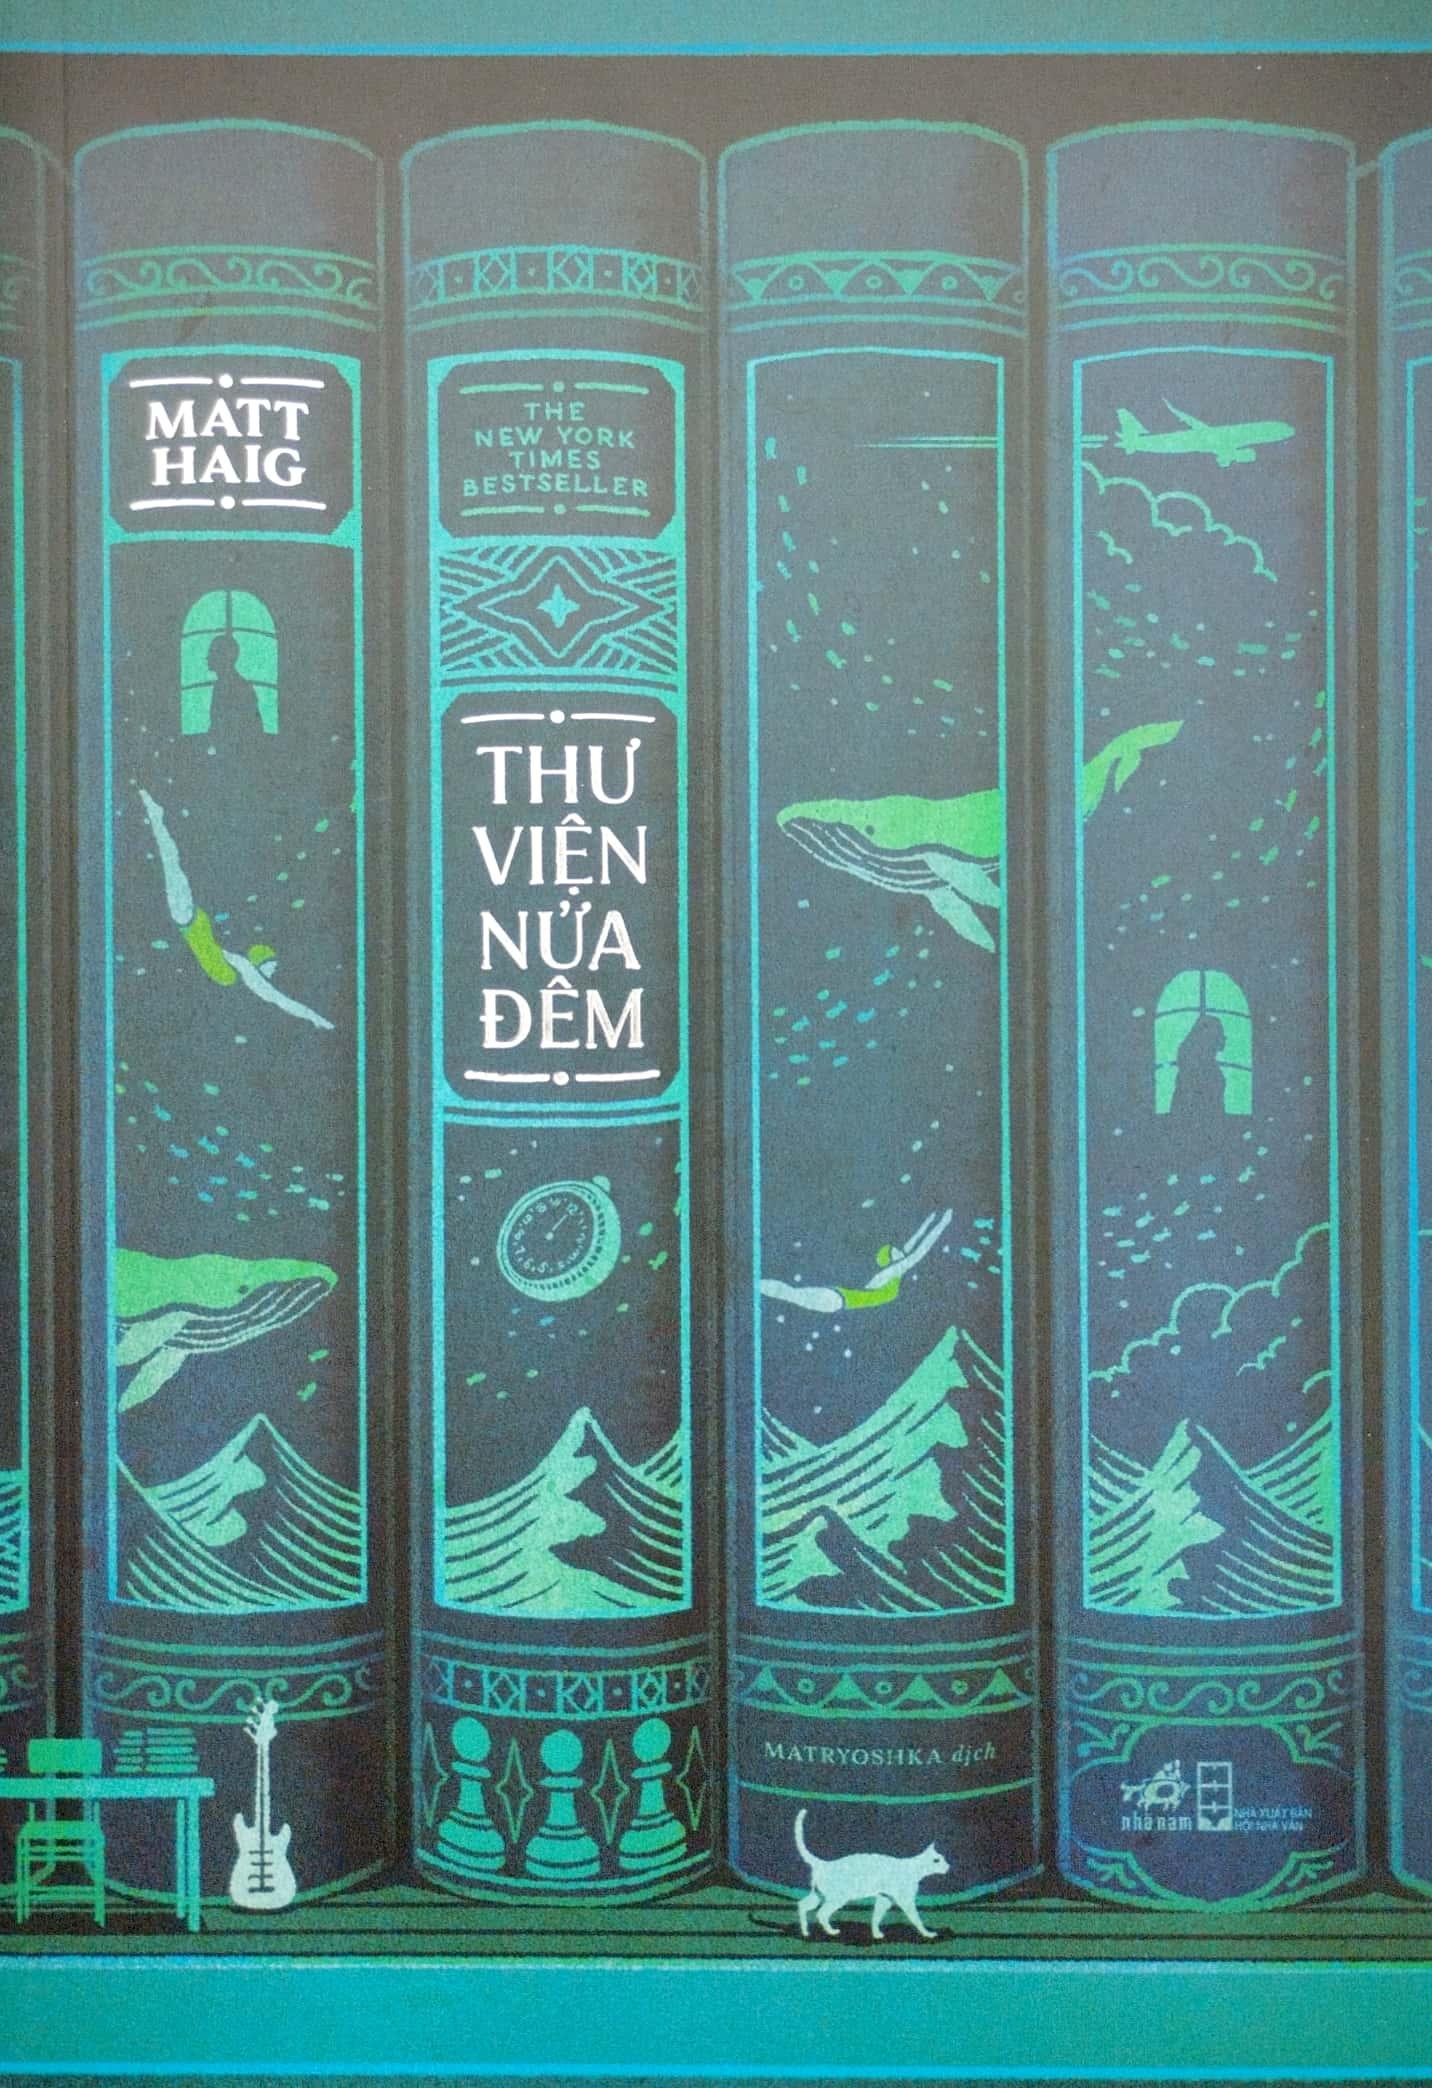 MATT
HAIG
THE
NEW YORK
TIMES
BESTSELLER
THƯ
VIỆN
NỬA
ĐÊM
MATRYOSHKA dịch
nhã nam
NHÀ XUẤT BẢN
HỘI NHÀ VĂN